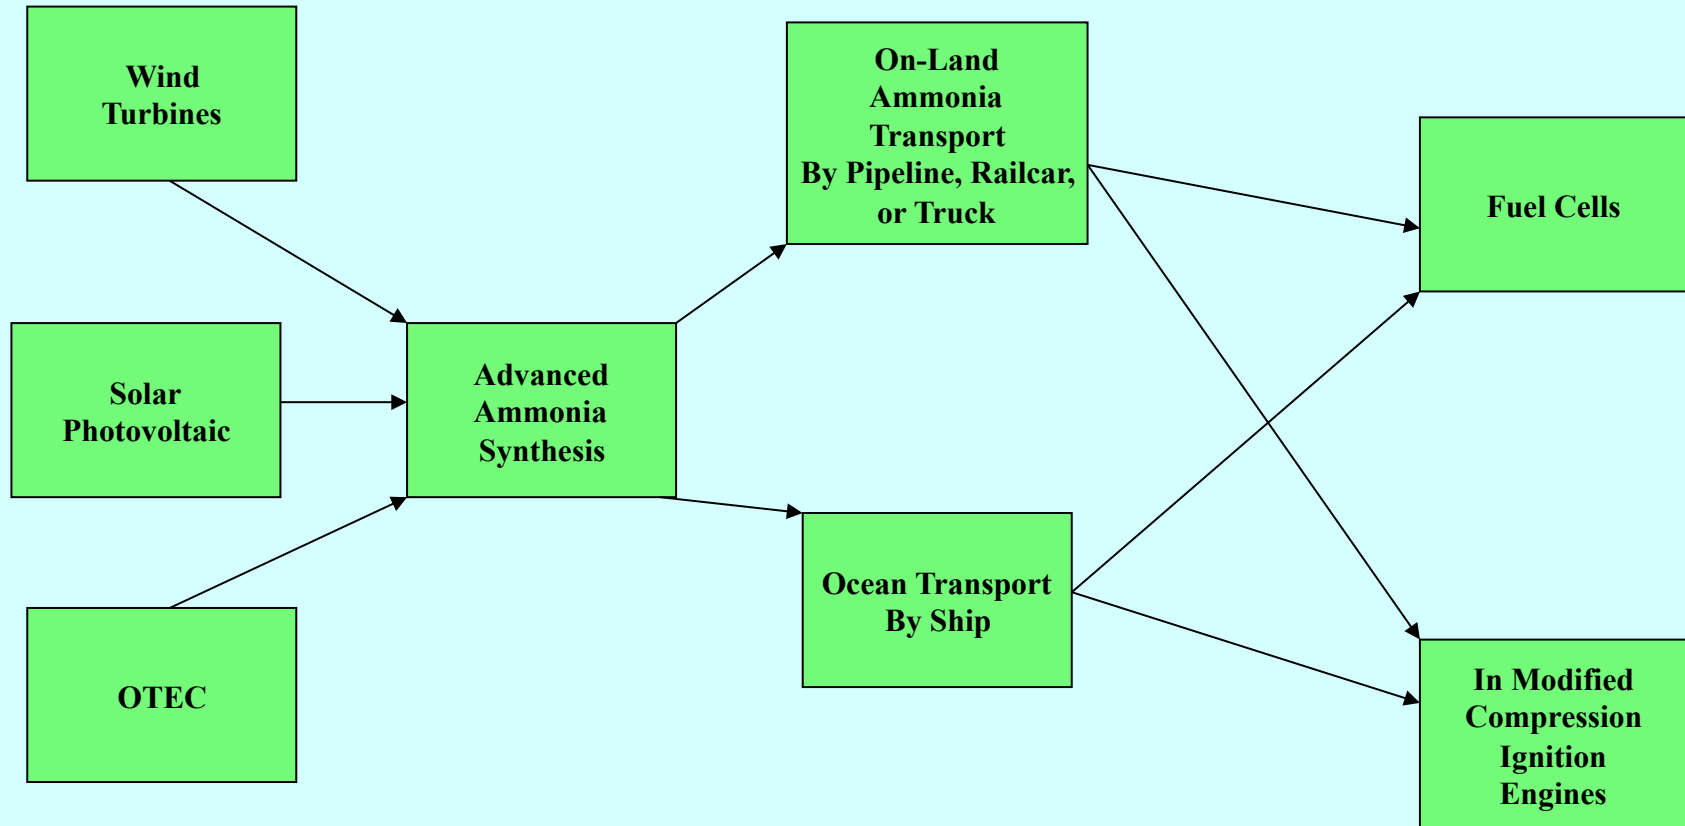 Wind
Turbines
On-Land
Ammonia
Transport
By Pipeline, Railcar,
or Truck
Fuel Cells
Solar
Photovoltaic
Advanced
Ammonia
Synthesis
Ocean Transport
By Ship
OTEC
In Modified
Compression
Ignition
Engines